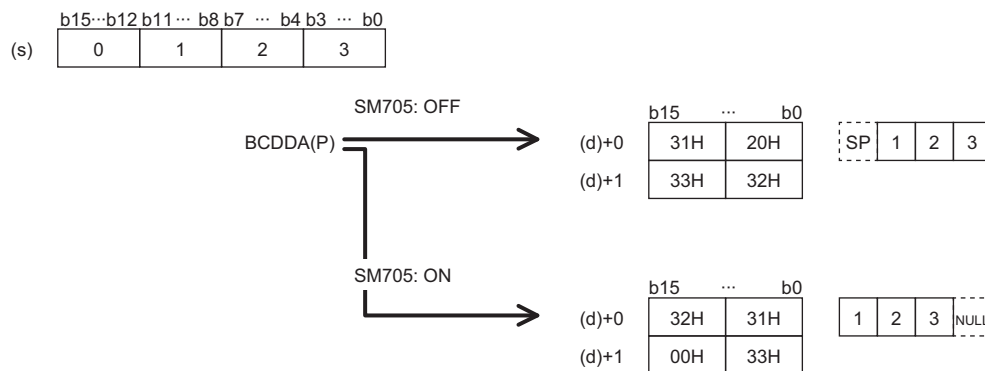 b15···b12 b11 ··· b8 b7 ··· b4 b3 ··· b0
(s) 0 1 2 3
SM705: OFF
b15 ··· b0
BCDDA(P)
(d)+0 31H 20H SP 1 2 3
(d)+1 33H 32H
SM705: ON
b15 ··· b0
(d)+0 32H 31H 1 2 3 NULL
(d)+1 00H 33H